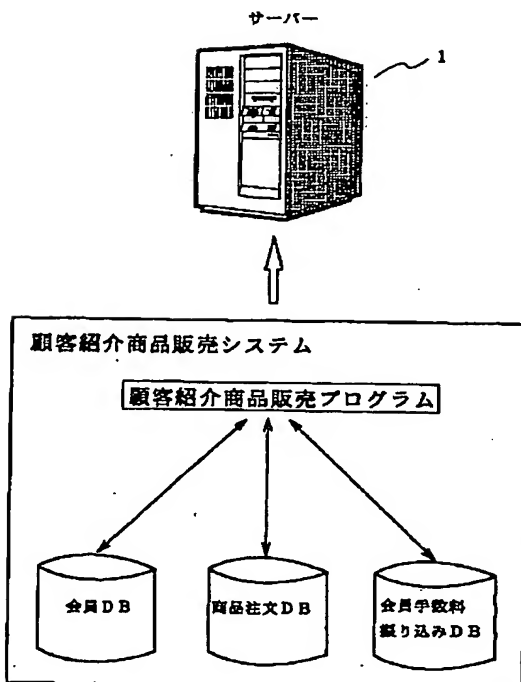 サーバー
1
顧客紹介商品販売システム
顧客紹介商品販売プログラム
会員DB
商品注文DB
会員手数料
振り込みDB